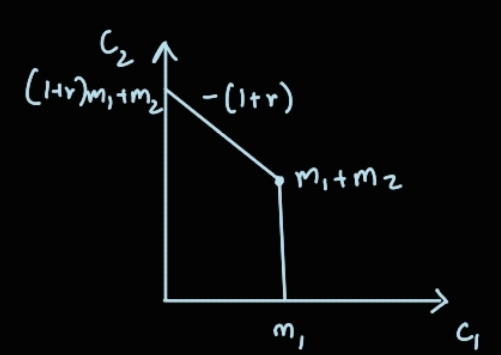 C₂
(1+r)m₁+m₂
-(1+r)
m₁+m₂
m₁
C₁